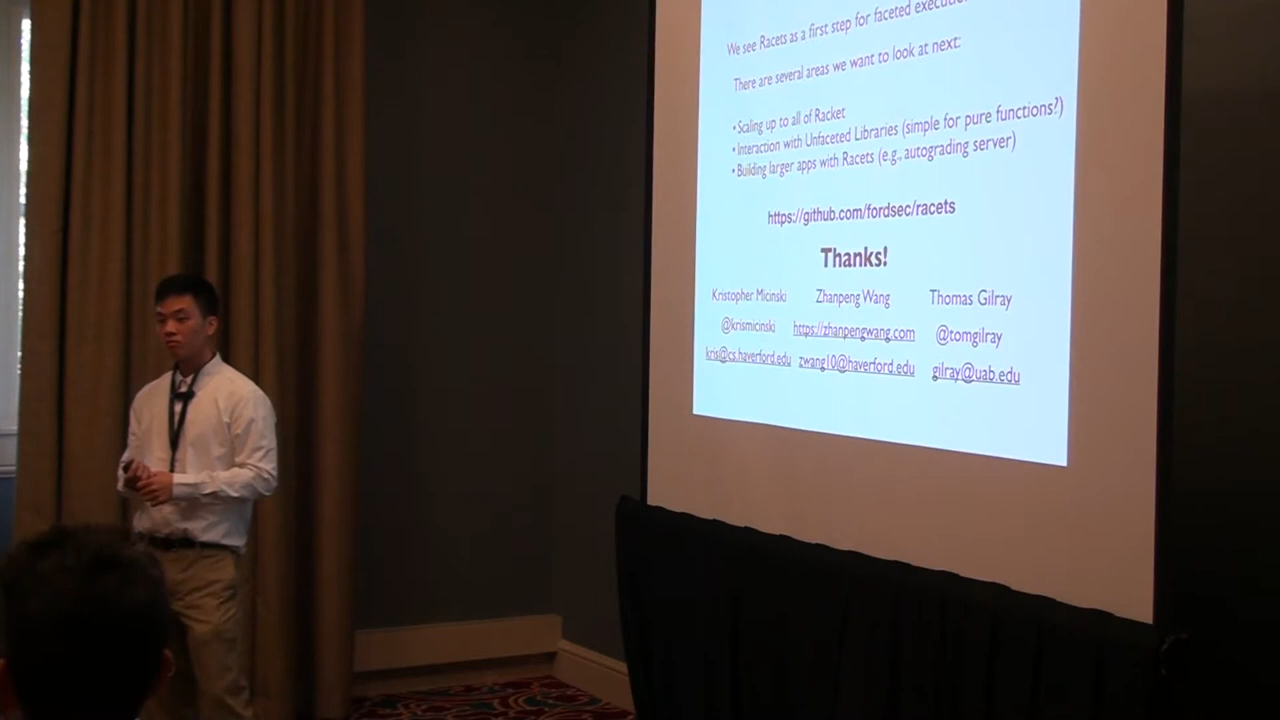 We see Racets as a first step for faceted
There are several areas we want to look at next:
• Scaling up to all of Racket
• Interaction with Unfaceted Libraries (simple for pure functions?)
• Building larger apps with Racets (e.g., autograding server)
https://github.com/fordsec/racets
Thanks!
Kristopher Micinski Zhanpeng Wang Thomas Gilray
@krismicinski https://zhanpengwang.com @tomgilray
kris@cs.haverford.edu zwang10@haverford.edu gilray@uab.edu